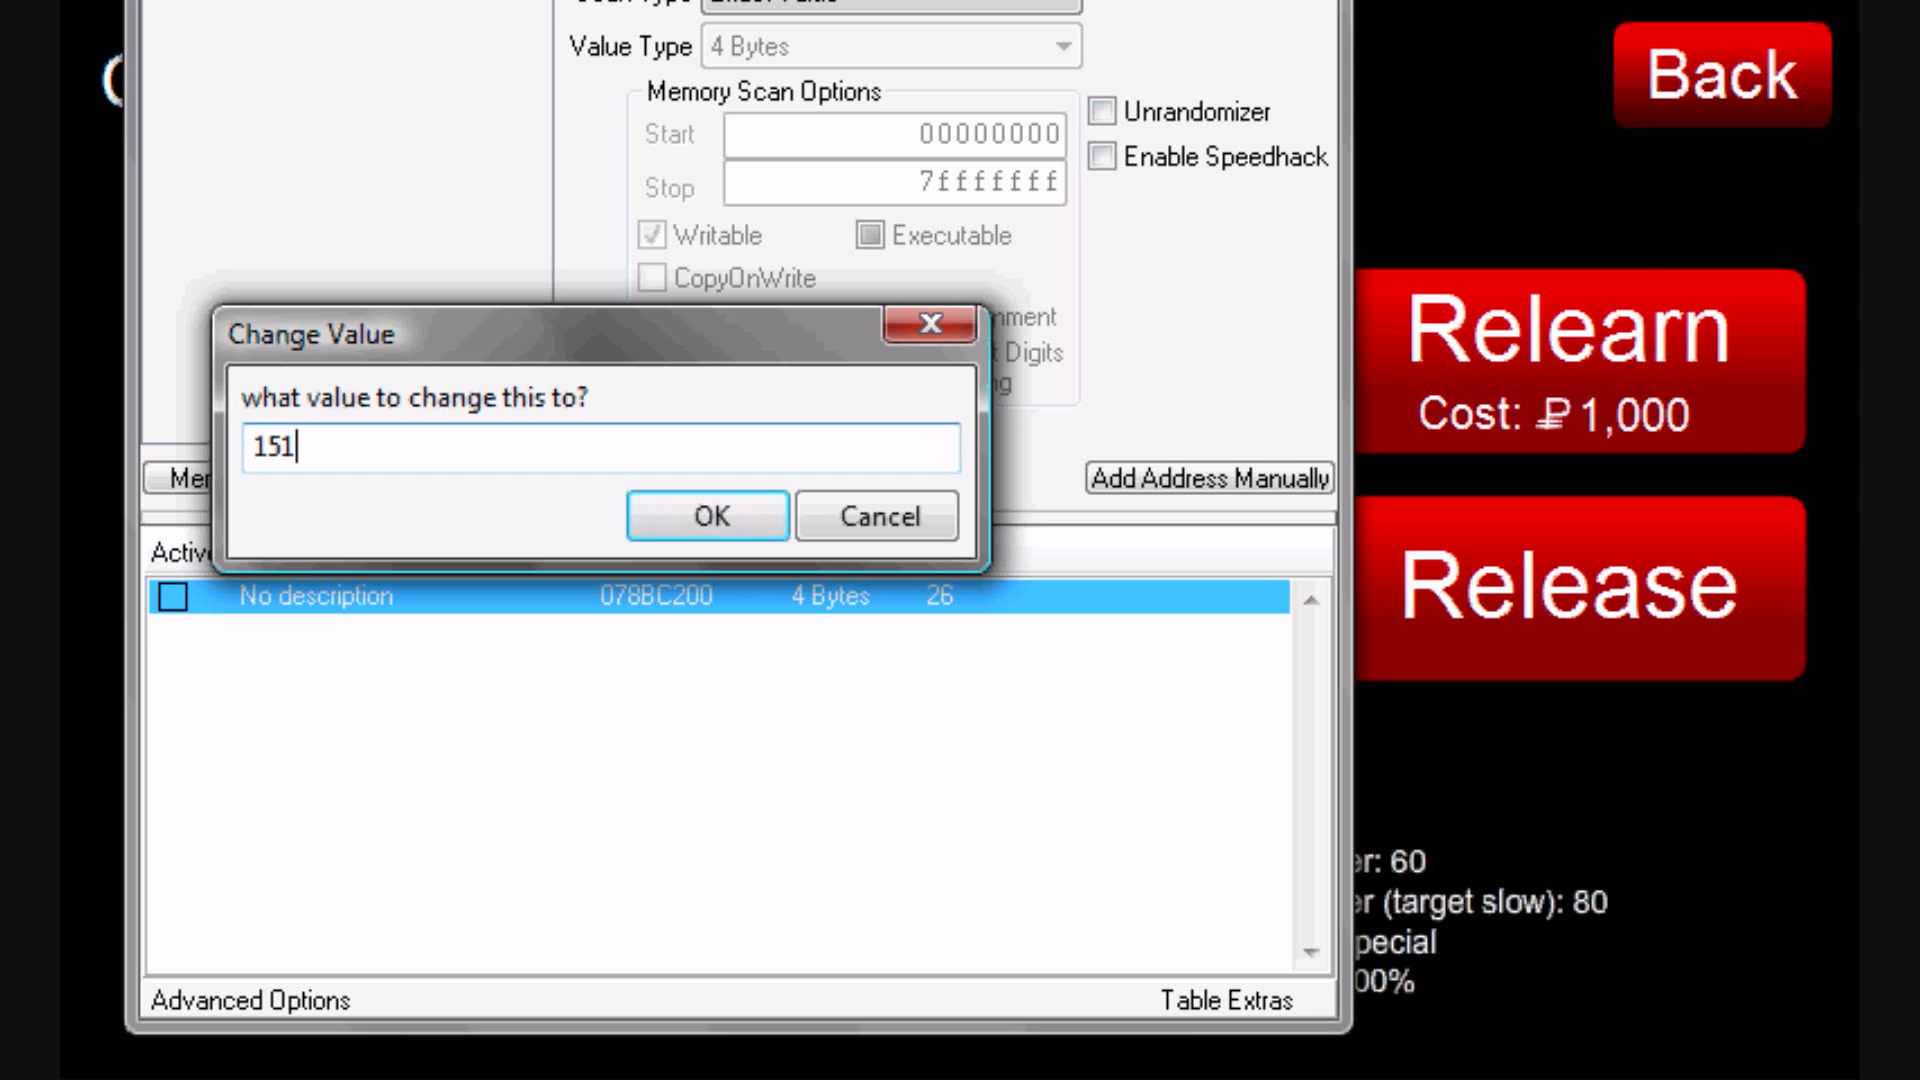 Value Type 4 Bytes
Memory Scan Options
Start 00000000
Stop 7fffffff
Writable Executable
CopyOnWrite
Unrandomizer
Enable Speedhack
Back
Change Value
what value to change this to?
151
OK Cancel
Digits
Add Address Manually
No description 078BC200 4 Bytes 26
Advanced Options Table Extras
Relearn
Cost: ₽1,000
Release
: 60
(target slow): 80
pecial
00%